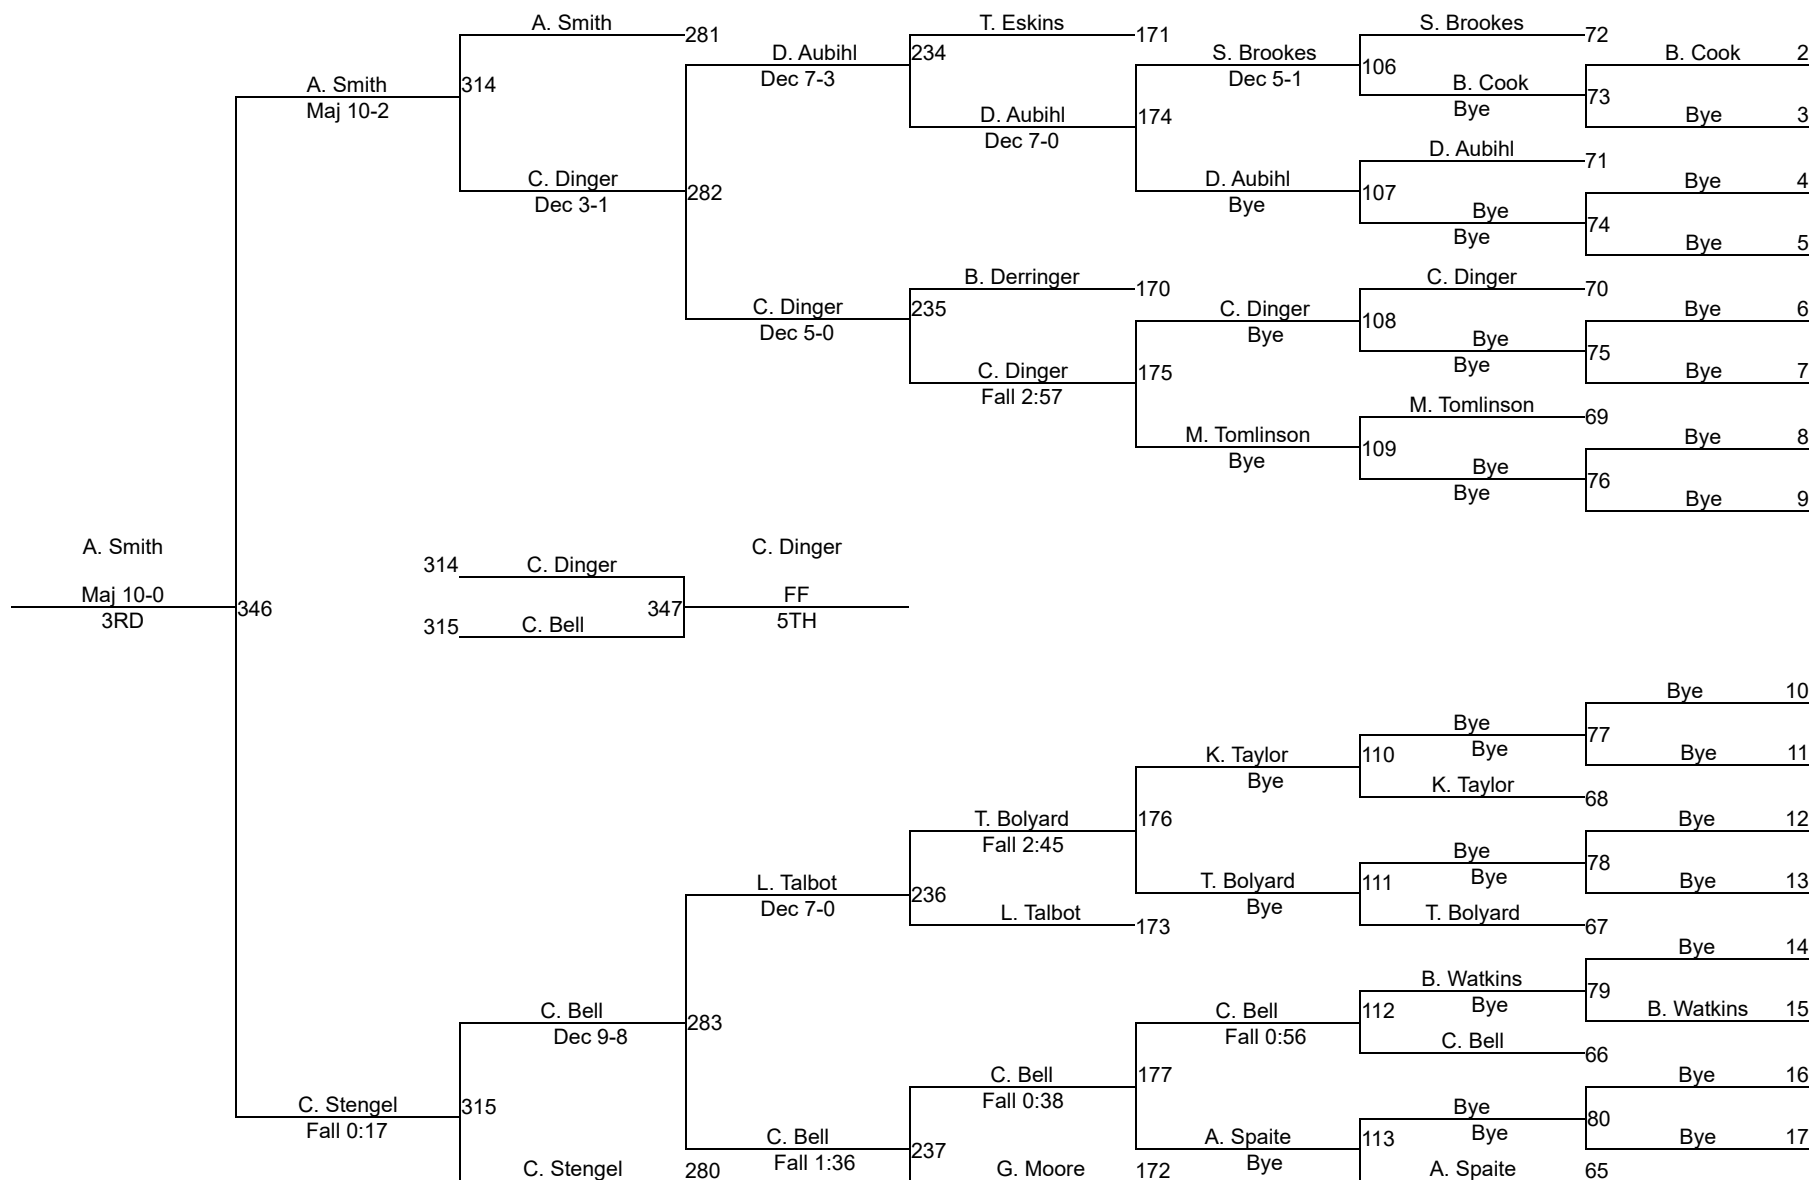 A. Smith
281
T. Eskins
171
S. Brookes
72
D. Aubihl
234
S. Brookes
B. Cook
2
Dec 7-3
Dec 5-1
106
A. Smith
314
B. Cook
73
Maj 10-2
Bye
D. Aubihl
174
Bye
3
Dec 7-0
D. Aubihl
71
C. Dinger
282
D. Aubihl
107
Bye
4
Dec 3-1
Bye
Bye
74
Bye
Bye
5
B. Derringer
170
C. Dinger
70
C. Dinger
235
C. Dinger
108
Bye
6
Dec 5-0
Bye
Bye
75
Bye
C. Dinger
175
Bye
7
Fall 2:57
M. Tomlinson
69
M. Tomlinson
109
Bye
8
Bye
Bye
76
Bye
Bye
9
A. Smith
C. Dinger
314
C. Dinger
Maj 10-0
346
347
FF
3RD
5TH
315
C. Bell
Bye
10
Bye
77
K. Taylor
110
Bye
Bye
11
Bye
K. Taylor
68
T. Bolyard
176
Bye
12
Fall 2:45
Bye
78
L. Talbot
236
T. Bolyard
111
Bye
Bye
13
Dec 7-0
Bye
L. Talbot
173
T. Bolyard
67
Bye
14
B. Watkins
79
C. Bell
283
C. Bell
112
Bye
B. Watkins
15
Dec 9-8
Fall 0:56
C. Bell
66
C. Bell
177
Bye
16
Fall 0:38
C. Stengel
315
Bye
80
Fall 0:17
C. Bell
237
A. Spaite
113
Bye
Bye
17
Fall 1:36
Bye
C. Stengel
280
G. Moore
172
A. Spaite
65